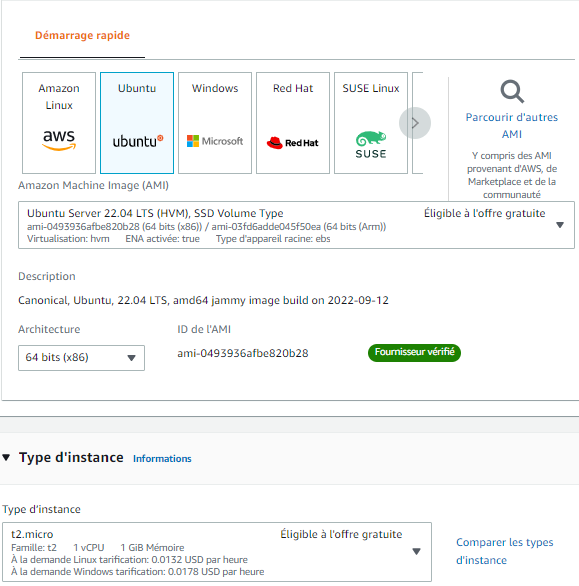 Démarrage rapide
Amazon Linux
aws
Ubuntu
ubuntu
Windows
Microsoft
Red Hat
Red Hat
SUSE Linux
SUSE
Parcourir d'autres
AMI
Y compris des AMI
provenant d'AWS, de
Marketplace et de la
communauté
Amazon Machine Image (AMI)
Ubuntu Server 22.04 LTS (HVM), SSD Volume Type Éligible à l'offre gratuite
ami-0493936afbe820b28 (64 bits (x86)) / ami-03fd6adde045f50ea (64 bits (Arm))
Virtualisation: hvm ENA activée: true Type d'appareil racine: ebs
Description
Canonical, Ubuntu, 22.04 LTS, amd64 jammy image build on 2022-09-12
Architecture ID de l'AMI
64 bits (x86) ami-0493936afbe820b28 Fournisseur vérifié
Type d'instance Informations
Type d'instance
t2.micro Éligible à l'offre gratuite
Famille: t2 1 vCPU 1 GiB Mémoire
À la demande Linux tarification: 0.0132 USD par heure
À la demande Windows tarification: 0.0178 USD par heure
Comparer les types
d'instance